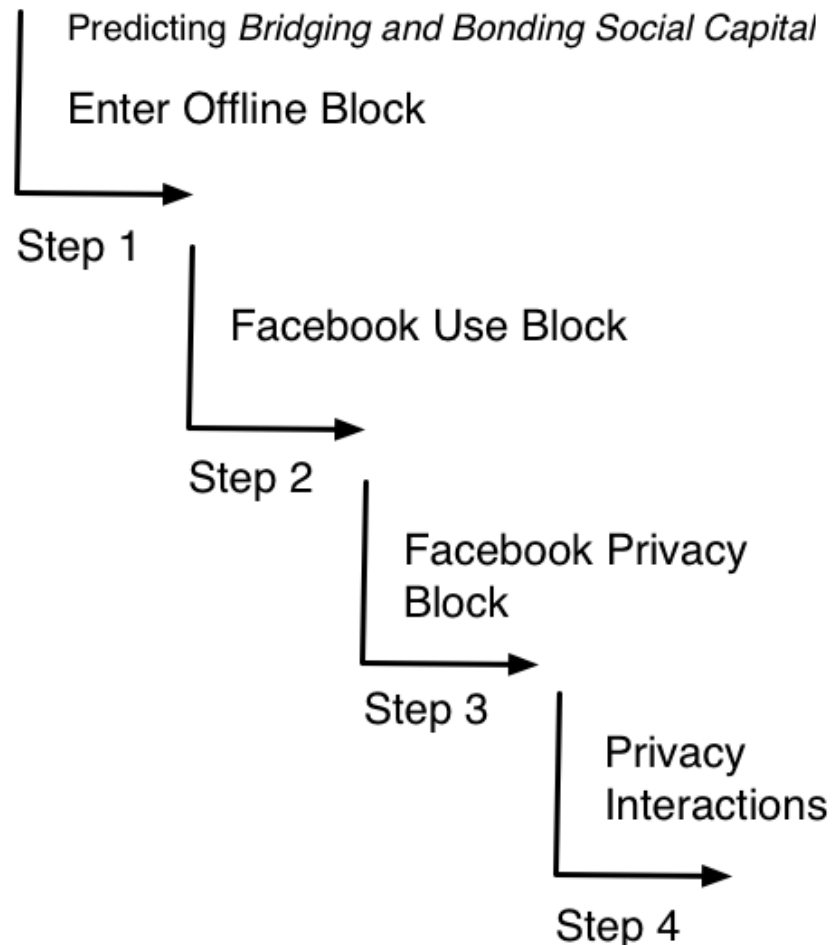 Predicting Bridging and Bonding Social Capital
Enter Offline Block
Step 1
Facebook Use Block
Step 2
Facebook Privacy
Block
Step 3
Privacy
Interactions
Step 4